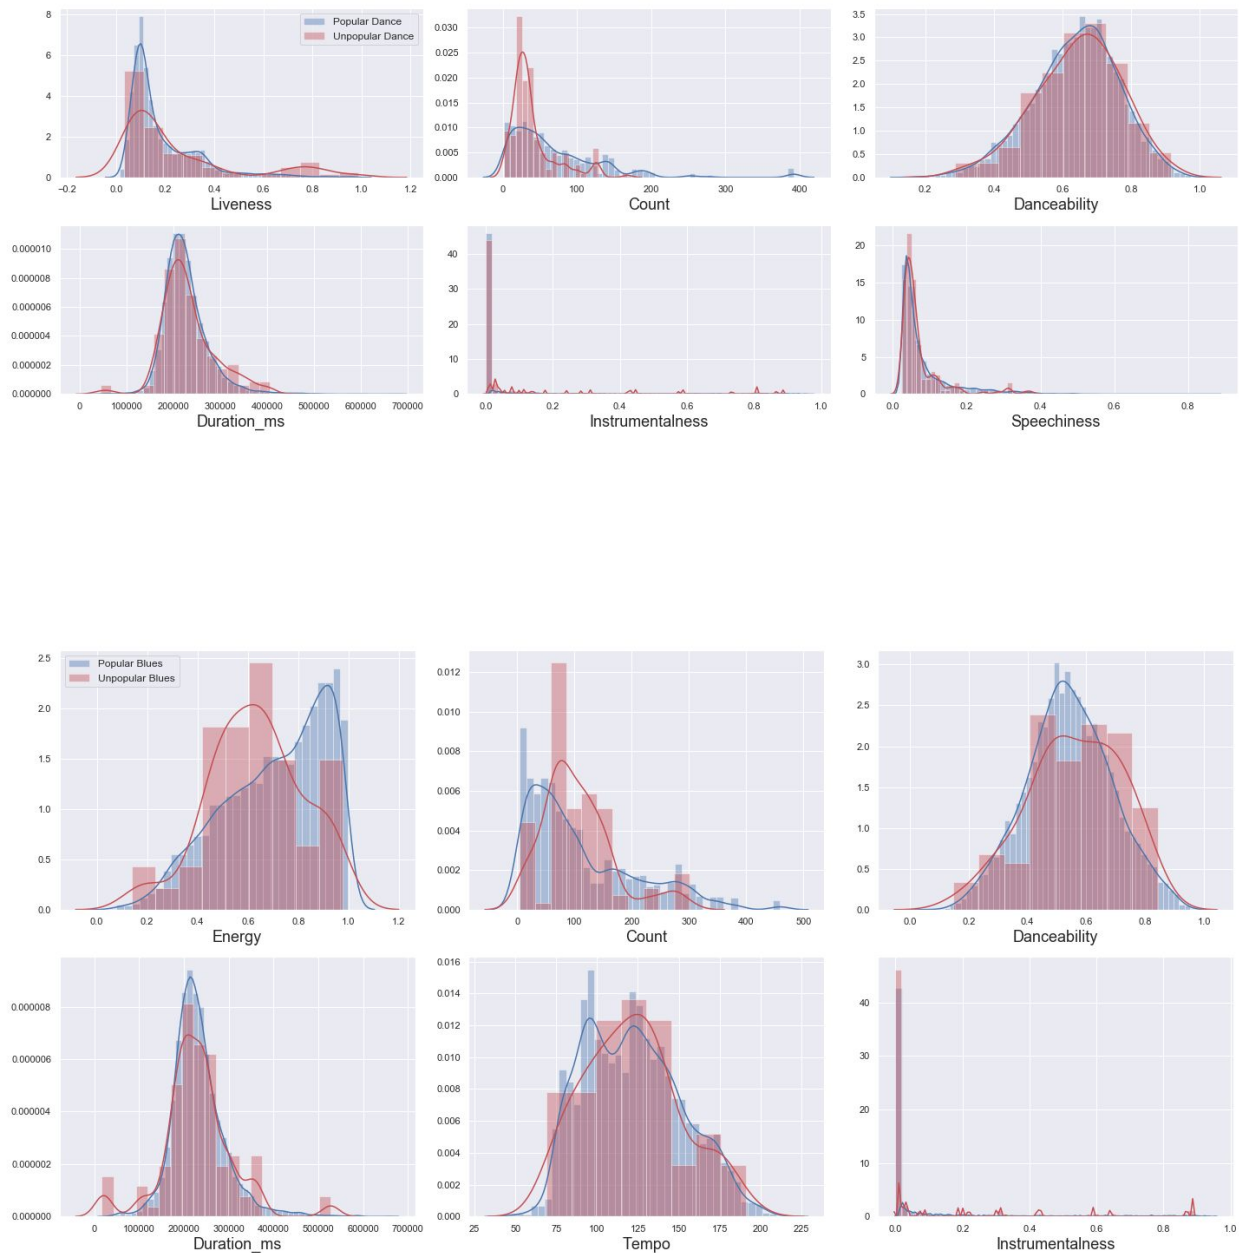 8
6
4
2
0
−0.2 0.0 0.2 0.4 0.6 0.8 1.0 1.2
Liveness
Popular Dance
Unpopular Dance
0.030
0.025
0.020
0.015
0.010
0.005
0.000
0 100 200 300 400
Count
3.5
3.0
2.5
2.0
1.5
1.0
0.5
0.0
0.2 0.4 0.6 0.8 1.0
Danceability
0.000010
0.000008
0.000006
0.000004
0.000002
0.000000
0 100000 200000 300000 400000 500000 600000 700000
Duration_ms
40
30
20
10
0
0.0 0.2 0.4 0.6 0.8 1.0
Instrumentalness
20
15
10
5
0
0.0 0.2 0.4 0.6 0.8
Speechiness
2.5
2.0
1.5
1.0
0.5
0.0
0.0 0.2 0.4 0.6 0.8 1.0 1.2
Energy
Popular Blues
Unpopular Blues
0.012
0.010
0.008
0.006
0.004
0.002
0.000
0 100 200 300 400 500
Count
3.0
2.5
2.0
1.5
1.0
0.5
0.0
0.0 0.2 0.4 0.6 0.8 1.0
Danceability
0.000008
0.000006
0.000004
0.000002
0.000000
0 100000 200000 300000 400000 500000 600000 700000
Duration_ms
0.016
0.014
0.012
0.010
0.008
0.006
0.004
0.002
0.000
25 50 75 100 125 150 175 200 225
Tempo
40
30
20
10
0
0.0 0.2 0.4 0.6 0.8 1.0
Instrumentalness